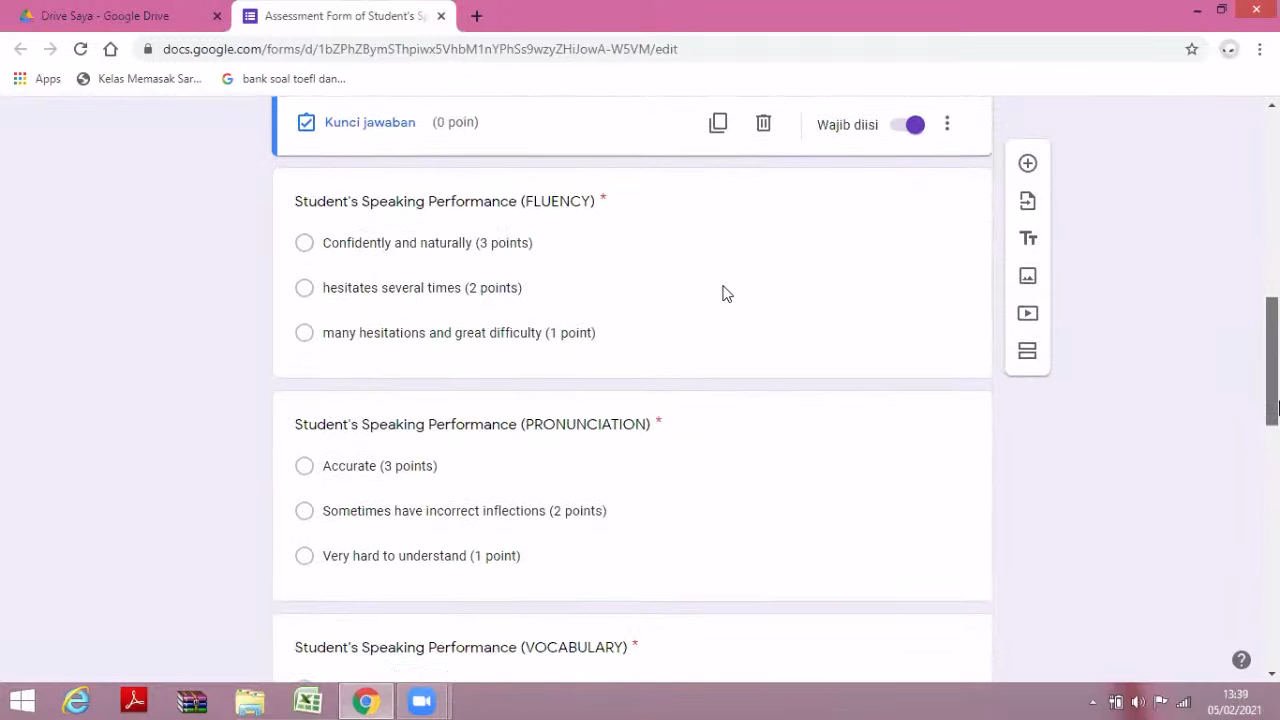 Drive Saya - Google Drive
Assessment Form of Student's Sp
docs.google.com/forms/d/1bZPhZBymSThpiwx5VhbM1nYPhSs9wzyZHiJowA-W5VM/edit
Apps
Kelas Memasak Sar...
bank soal toefl dan...
Kunci jawaban (0 poin)
Wajib diisi
Student's Speaking Performance (FLUENCY) *
Confidently and naturally (3 points)
hesitates several times (2 points)
many hesitations and great difficulty (1 point)
Student's Speaking Performance (PRONUNCIATION) *
Accurate (3 points)
Sometimes have incorrect inflections (2 points)
Very hard to understand (1 point)
Student's Speaking Performance (VOCABULARY) *
13:39
05/02/2021